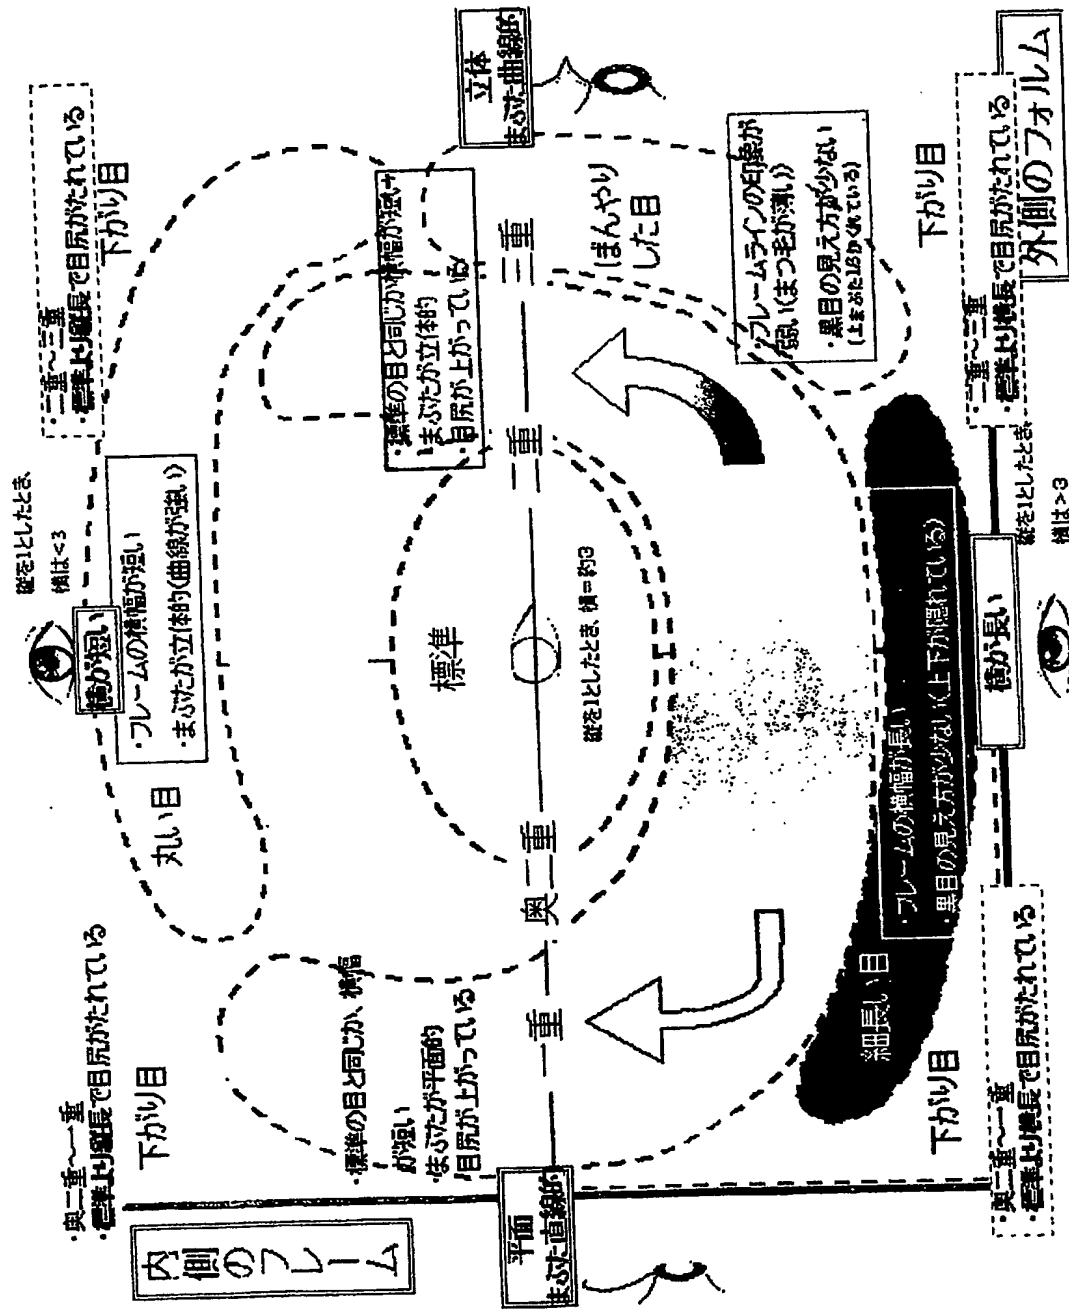 縦を1としたとき、
横は<3
横が短い
・二重～三重
・標準より縦長で目尻がたれている
下がり目
・奥二重～一重
・標準より縦長で目尻がたれている
下がり目
・フレームの横幅が短い
・まぶたが立体的(曲線が強い)
丸い目
内側のフレーム
・標準の目と同じか、横幅
が短い
・まぶたが平面的
・目尻が上がっている
・標準の目と同じか横幅が短い
・まぶたが立体的
・目尻が上がっている
標準
平面
まぶた直線的
一重
奥二重
二重
三重
立体
まぶた曲線的
縦を1としたとき、横=約3
ぼんやり
した目
・フレームラインの印象が
弱い(まつ毛が薄い)
・黒目の見え方が少ない
(上まぶたにかくれている)
細長い目
・フレームの横幅が長い
・黒目の見え方が少ない(上下が隠れている)
下がり目
・奥二重～一重
・標準より横長で目尻がたれている
横が長い
縦を1としたとき、
横は>3
下がり目
・二重～三重
・標準より横長で目尻がたれている
外側のフォルム